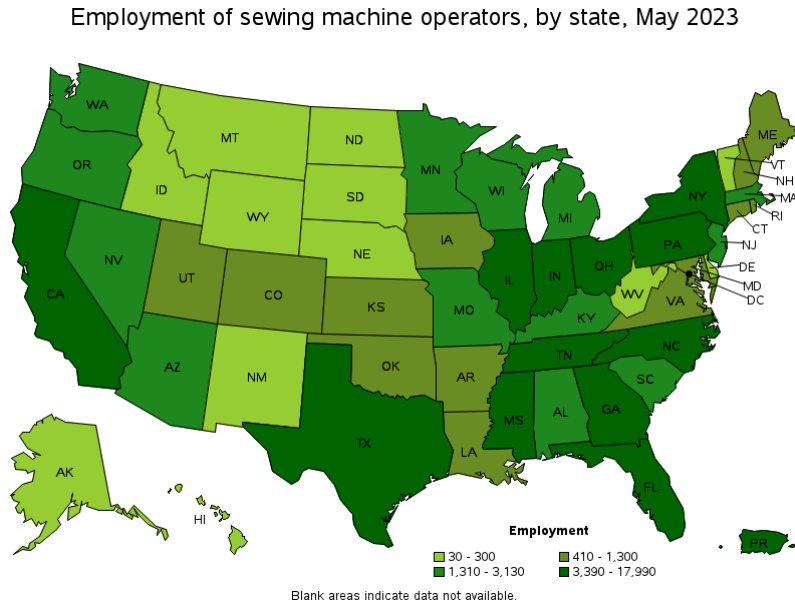 Employment of sewing machine operators, by state, May 2023
WA
MT
ND
MN
ME
OR
ID
SD
WI
MI
VT
NH
MA
WY
NY
RI
CT
NV
UT
NE
IA
IL
IN
OH
PA
NJ
CA
CO
KS
MO
KY
WV
VA
DE
MD
DC
AZ
NM
OK
AR
TN
NC
SC
TX
LA
MS
AL
GA
FL
AK
HI
PR
Employment
30 - 300
410 - 1,300
1,310 - 3,130
3,390 - 17,990
Blank areas indicate data not available.